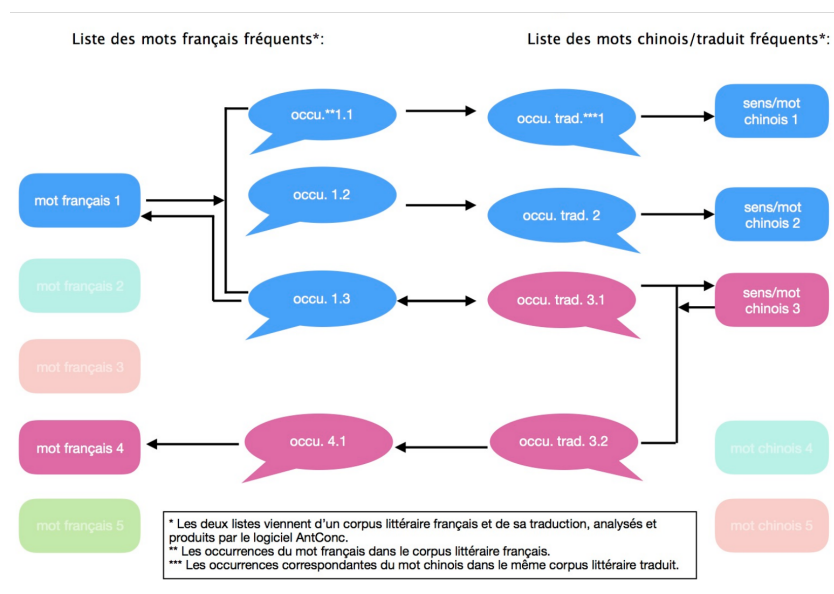 Liste des mots français fréquents*:
Liste des mots chinois/traduit fréquents*:
occu.**1.1
occu. trad.***1
sens/mot
chinois 1
mot français 1
occu. 1.2
occu. trad. 2
sens/mot
chinois 2
mot français 2
occu. 1.3
occu. trad. 3.1
sens/mot
chinois 3
mot français 3
mot français 4
occu. 4.1
occu. trad. 3.2
mot chinois 4
mot français 5
mot chinois 5
* Les deux listes viennent d'un corpus littéraire français et de sa traduction, analysés et
produits par le logiciel AntConc.
** Les occurrences du mot français dans le corpus littéraire français.
*** Les occurrences correspondantes du mot chinois dans le même corpus littéraire traduit.